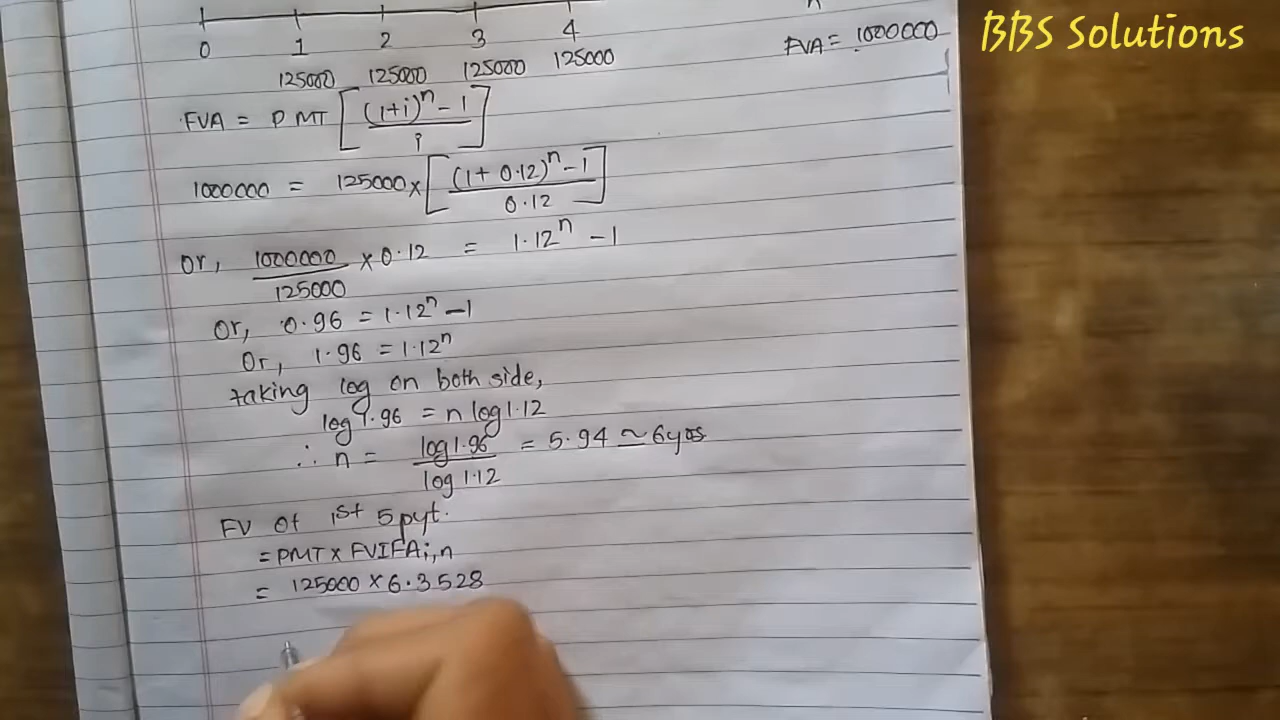 BBS Solutions
0 1 2 3 4
125000 125000 125000 125000
FVA = 1000000
FVA = PMT [ (1+i)^n - 1 / i ]
1000000 = 125000 × [ (1 + 0.12)^n - 1 / 0.12 ]
Or, 1000000 / 125000 × 0.12 = 1.12^n - 1
Or, 0.96 = 1.12^n - 1
Or, 1.96 = 1.12^n
taking log on both side,
log 1.96 = n log 1.12
∴ n = log 1.96 / log 1.12 = 5.94 ≃ 6 yrs
FV of 1st 5 pyt.
= PMT × FVIFA i,n
= 125000 × 6.3528